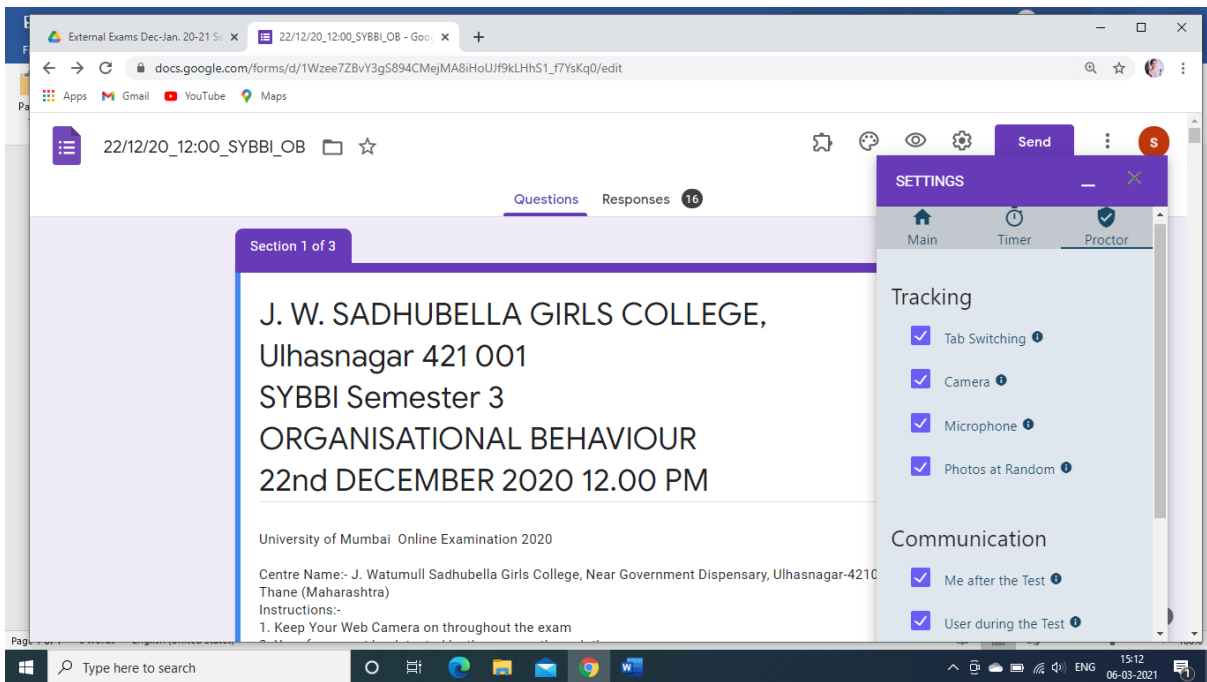 External Exams Dec-Jan. 20-21 Se
22/12/20_12:00_SYBBI_OB - Goo
docs.google.com/forms/d/1Wzee7ZBvY3gS894CMejMA8iHoUJf9kLHhS1_f7YsKq0/edit
Apps Gmail YouTube Maps
22/12/20_12:00_SYBBI_OB
Send
S
Questions Responses 16
Section 1 of 3
J. W. SADHUBELLA GIRLS COLLEGE,
Ulhasnagar 421 001
SYBBI Semester 3
ORGANISATIONAL BEHAVIOUR
22nd DECEMBER 2020 12.00 PM
University of Mumbai Online Examination 2020
Centre Name:- J. Watumull Sadhubella Girls College, Near Government Dispensary, Ulhasnagar-4210
Thane (Maharashtra)
Instructions:-
1. Keep Your Web Camera on throughout the exam
SETTINGS
Main Timer Proctor
Tracking
Tab Switching
Camera
Microphone
Photos at Random
Communication
Me after the Test
User during the Test
Type here to search
ENG
15:12
06-03-2021